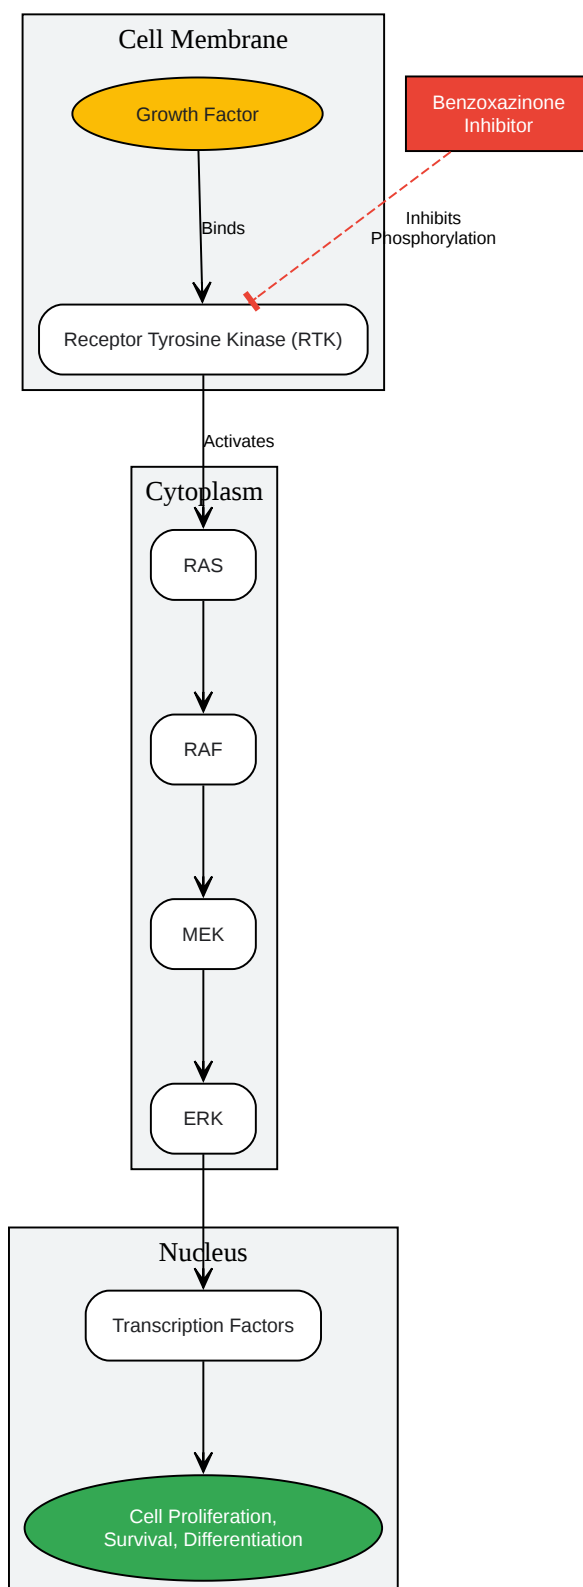 Cell Membrane
Growth Factor
Benzoxazinone
Inhibitor
Binds
Inhibits
Phosphorylation
Receptor Tyrosine Kinase (RTK)
Activates
Cytoplasm
RAS
RAF
MEK
ERK
Nucleus
Transcription Factors
Cell Proliferation,
Survival, Differentiation